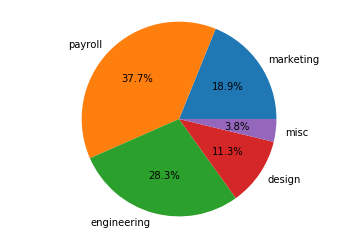 payroll
marketing
37.7%
18.9%
3.8%
misc
11.3%
28.3%
design
engineering